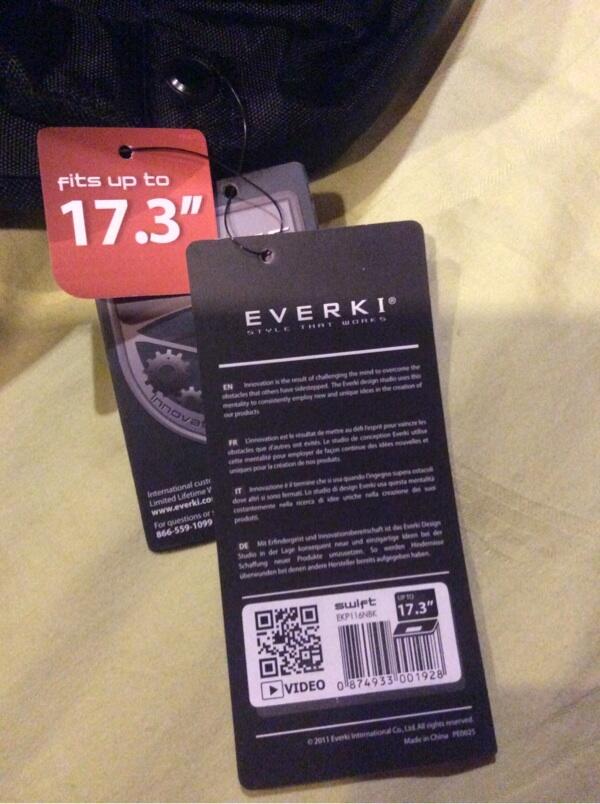 fits up to
17.3"
EVERKI®
STYLE THAT WORKS
EN Innovation is the result of challenging the mind to overcome the
obstacles that others have sidestepped. The Everki design studio uses this
mentality to consistently employ new and unique ideas in the creation of
our products
FR L'innovation est le résultat de mettre au défi l'esprit pour vaincre les
obstacles que d'autres ont évités. Le studio de conception Everki utilise
cette mentalité pour employer de façon continue des idées nouvelles et
uniques pour la création de nos produits.
IT Innovazione è il termine che si usa quando l'ingegno supera ostacoli
dove altri si sono fermati. Lo studio di design Everki usa questa mentalità
costantemente nella ricerca di idee uniche nella creazione dei suoi
prodotti.
DE Mit Erfindergeist und Innovationsbereitschaft ist das Everki Design
Studio in der Lage konsequent neue und einzigartige Ideen bei der
Schaffung neuer Produkte umzusetzen. So werden Hindernisse
überwunden bei denen andere Hersteller bereits aufgegeben haben.
swift
EKP116NBK
UP TO
17.3"
VIDEO
0 874933 001928
© 2011 Everki International Co., Ltd. All rights reserved.
Made in China PE0625
Innova
International cust
Limited Lifetime W
www.everki.co
For questions or
866-559-1099